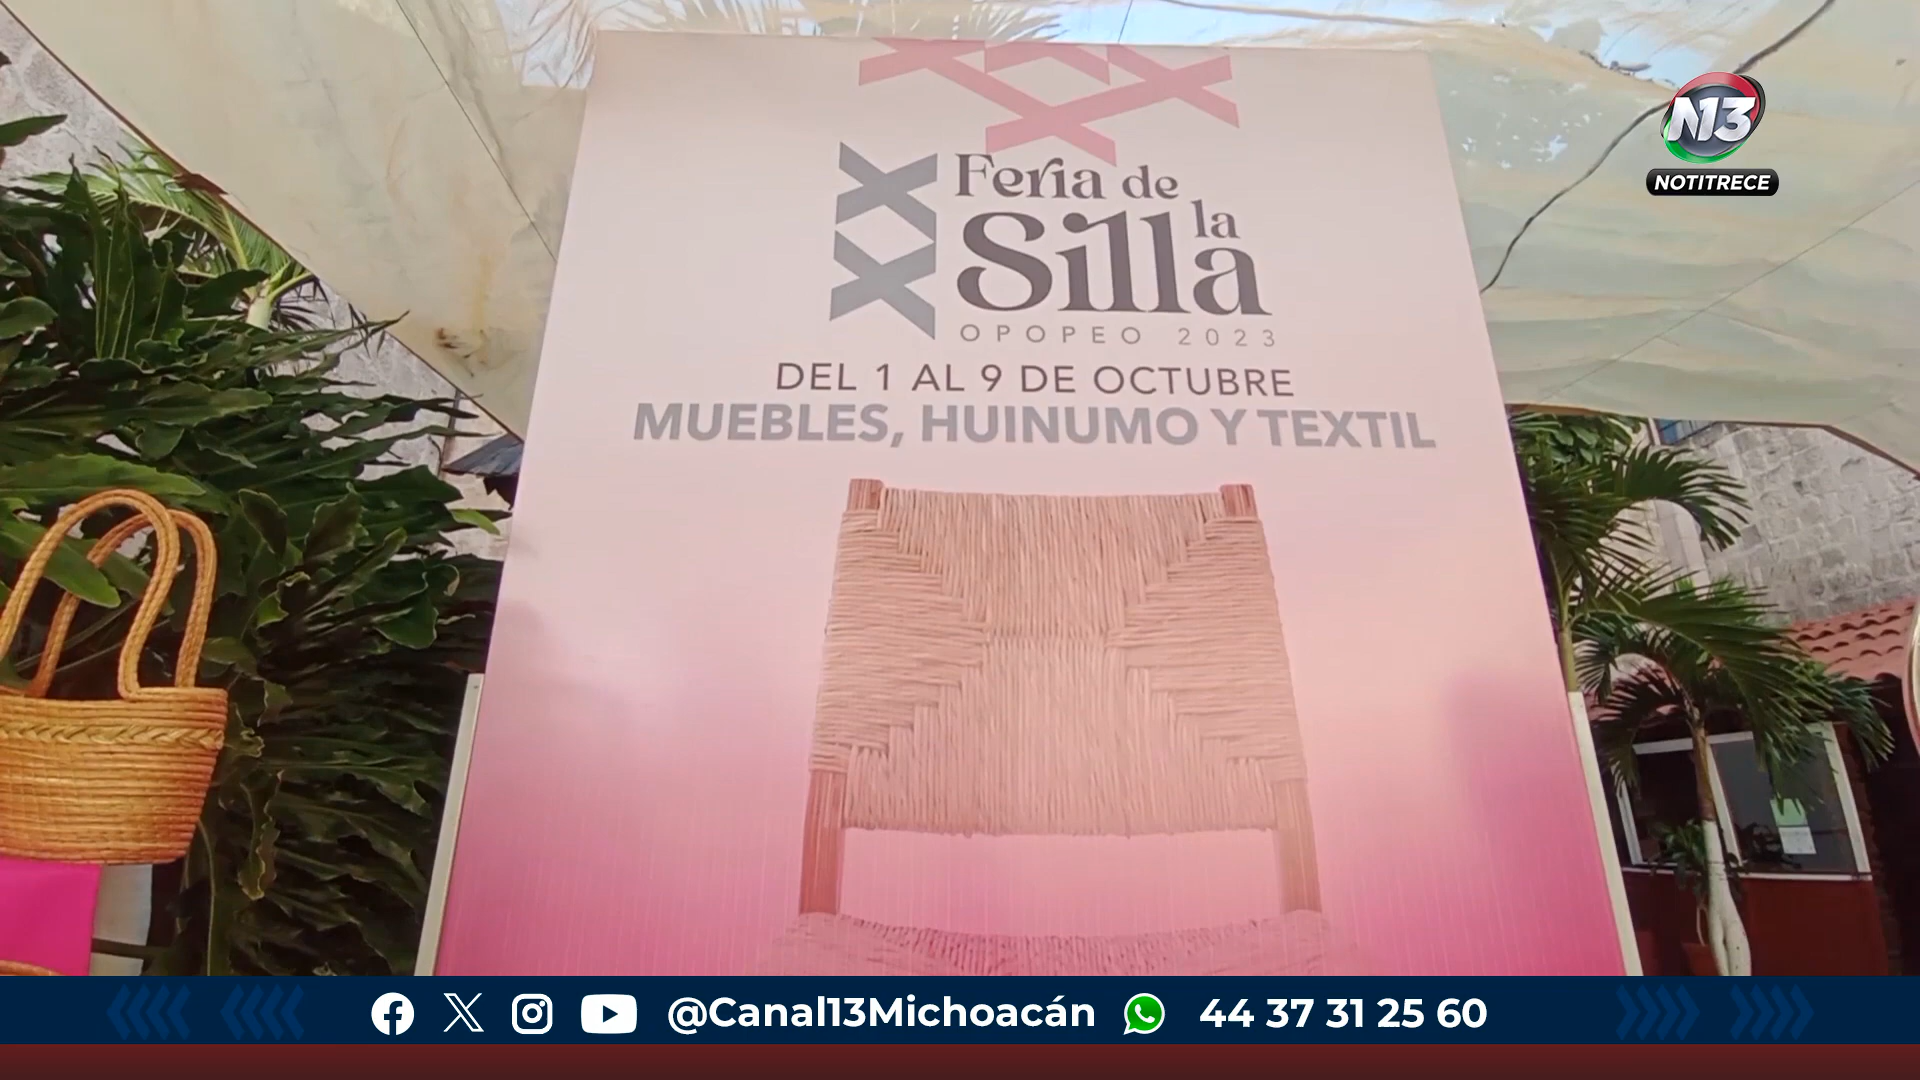 N13
NOTITRECE
Feria de
la
Silla
OPOPEO 2023
DEL 1 AL 9 DE OCTUBRE
MUEBLES, HUINUMO Y TEXTIL
@Canal13Michoacán 44 37 31 25 60